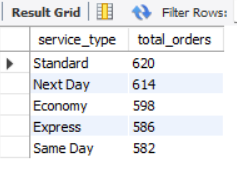 Result Grid Filter Rows:
service_type total_orders
Standard 620
Next Day 614
Economy 598
Express 586
Same Day 582